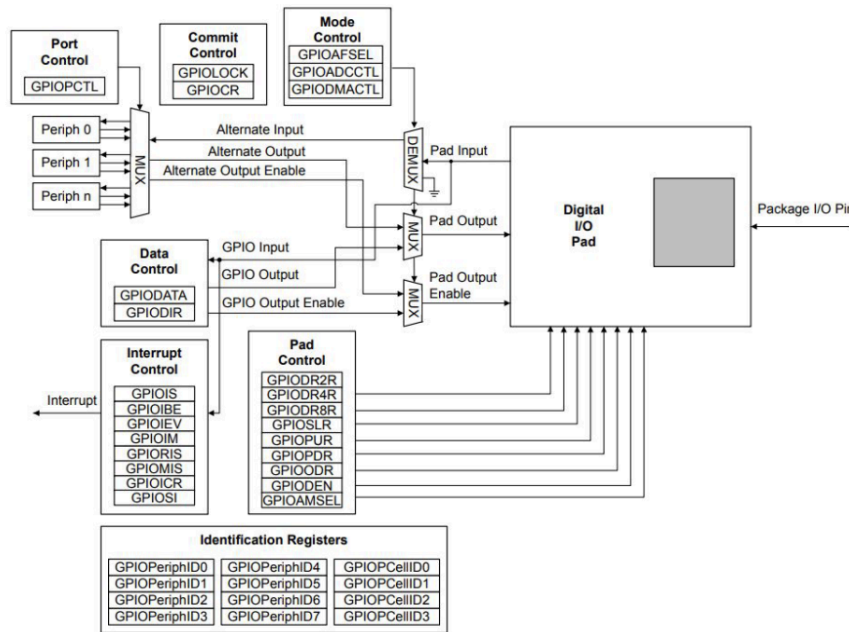 Port
Control
GPIOPCTL
Commit
Control
GPIOLOCK
GPIOCR
Mode
Control
GPIOAFSEL
GPIOADCCTL
GPIODMACTL
Periph 0
Periph 1
Periph n
MUX
Alternate Input
Alternate Output
Alternate Output Enable
DEMUX
Pad Input
MUX
Pad Output
MUX
Pad Output
Enable
Digital
I/O
Pad
Package I/O Pin
Data
Control
GPIODATA
GPIODIR
GPIO Input
GPIO Output
GPIO Output Enable
Interrupt
Control
GPIOIS
GPIOIBE
GPIOIEV
GPIOIM
GPIORIS
GPIOMIS
GPIOICR
GPIOSI
Interrupt
Pad
Control
GPIODR2R
GPIODR4R
GPIODR8R
GPIOSLR
GPIOPUR
GPIOPDR
GPIOODR
GPIODEN
GPIOAMSEL
Identification Registers
GPIOPeriphID0 GPIOPeriphID4 GPIOPCellID0
GPIOPeriphID1 GPIOPeriphID5 GPIOPCellID1
GPIOPeriphID2 GPIOPeriphID6 GPIOPCellID2
GPIOPeriphID3 GPIOPeriphID7 GPIOPCellID3